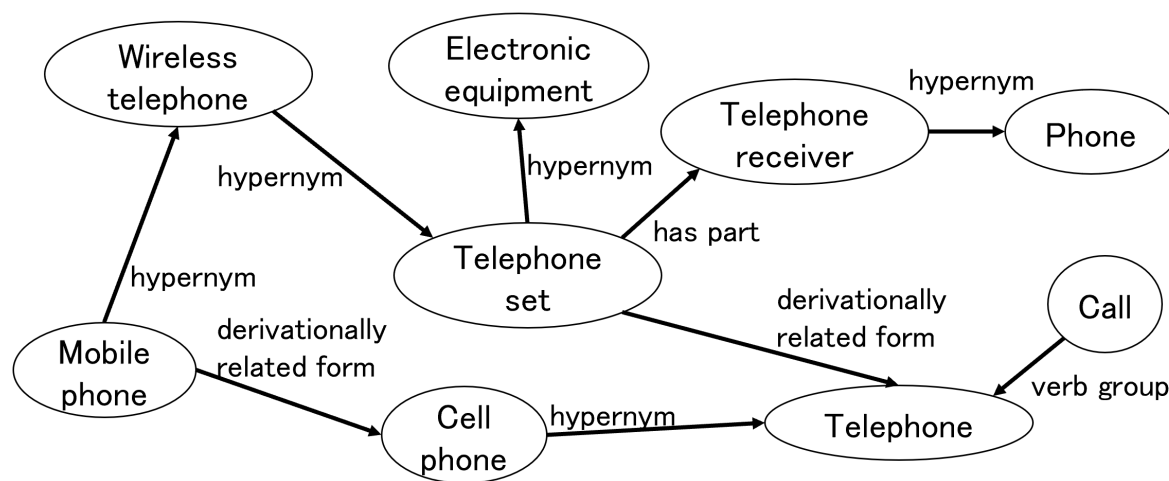 Wireless
telephone
Electronic
equipment
hypernym
Telephone
receiver
Phone
hypernym
hypernym
has part
Telephone
set
hypernym
derivationally
related form
Call
derivationally
related form
Mobile
phone
verb group
Cell
phone
hypernym
Telephone